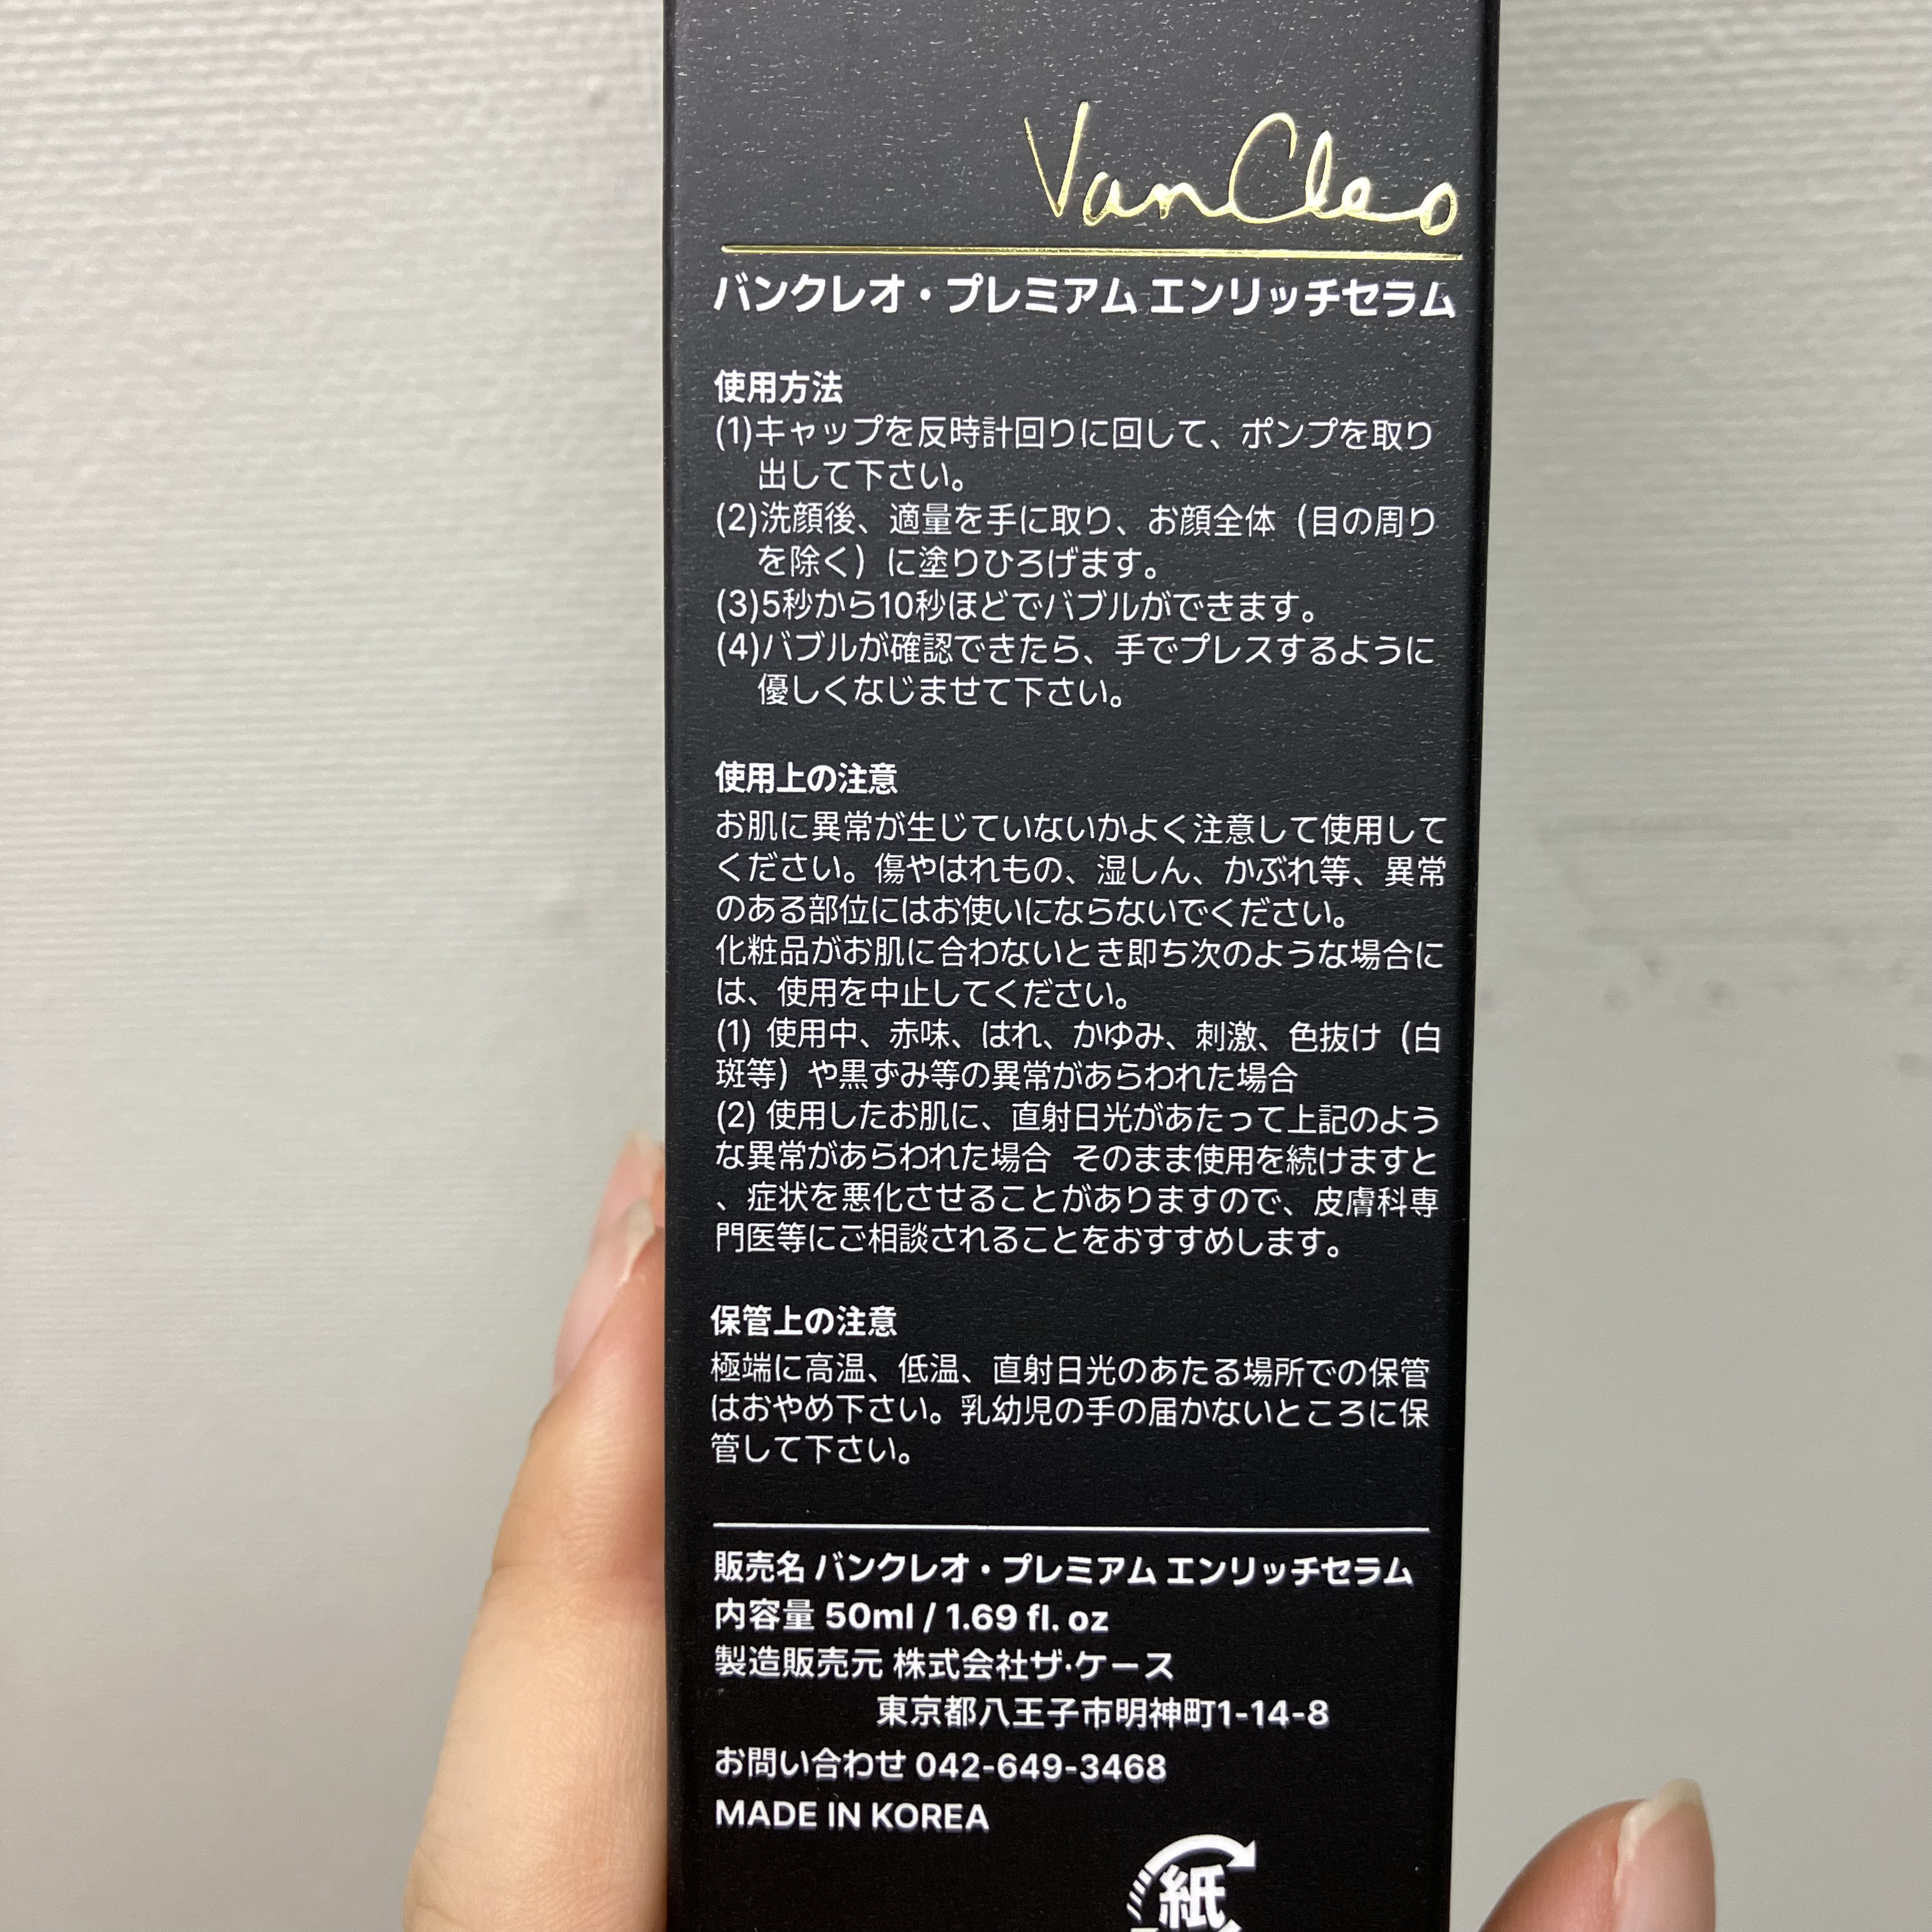 VanCleo
バンクレオ・プレミアム エンリッチセラム
使用方法
(1)キャップを反時計回りに回して、ポンプを取り
出して下さい。
(2)洗顔後、適量を手に取り、お顔全体（目の周り
を除く）に塗りひろげます。
(3)5秒から10秒ほどでバブルができます。
(4)バブルが確認できたら、手でプレスするように
優しくなじませて下さい。
使用上の注意
お肌に異常が生じていないかよく注意して使用して
ください。傷やはれもの、湿しん、かぶれ等、異常
のある部位にはお使いにならないでください。
化粧品がお肌に合わないとき即ち次のような場合に
は、使用を中止してください。
(1) 使用中、赤味、はれ、かゆみ、刺激、色抜け（白
斑等）や黒ずみ等の異常があらわれた場合
(2) 使用したお肌に、直射日光があたって上記のよう
な異常があらわれた場合 そのまま使用を続けますと
、症状を悪化させることがありますので、皮膚科専
門医等にご相談されることをおすすめします。
保管上の注意
極端に高温、低温、直射日光のあたる場所での保管
はおやめ下さい。乳幼児の手の届かないところに保
管して下さい。
販売名 バンクレオ・プレミアム エンリッチセラム
内容量 50ml / 1.69 fl. oz
製造販売元 株式会社ザ・ケース
東京都八王子市明神町1-14-8
お問い合わせ 042-649-3468
MADE IN KOREA
紙